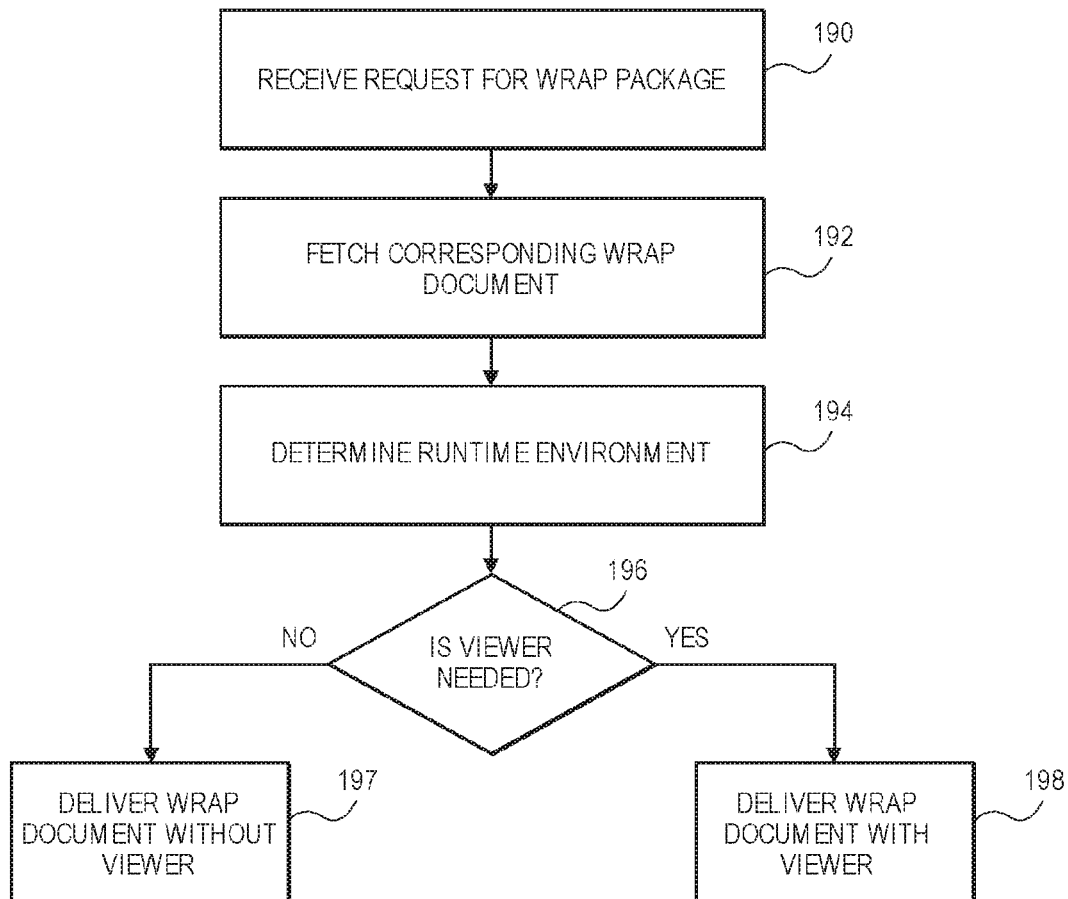 190
RECEIVE REQUEST FOR WRAP PACKAGE
192
FETCH CORRESPONDING WRAP
DOCUMENT
194
DETERMINE RUNTIME ENVIRONMENT
196
NO
YES
IS VIEWER
NEEDED?
197
198
DELIVER WRAP
DOCUMENT WITHOUT
VIEWER
DELIVER WRAP
DOCUMENT WITH
VIEWER